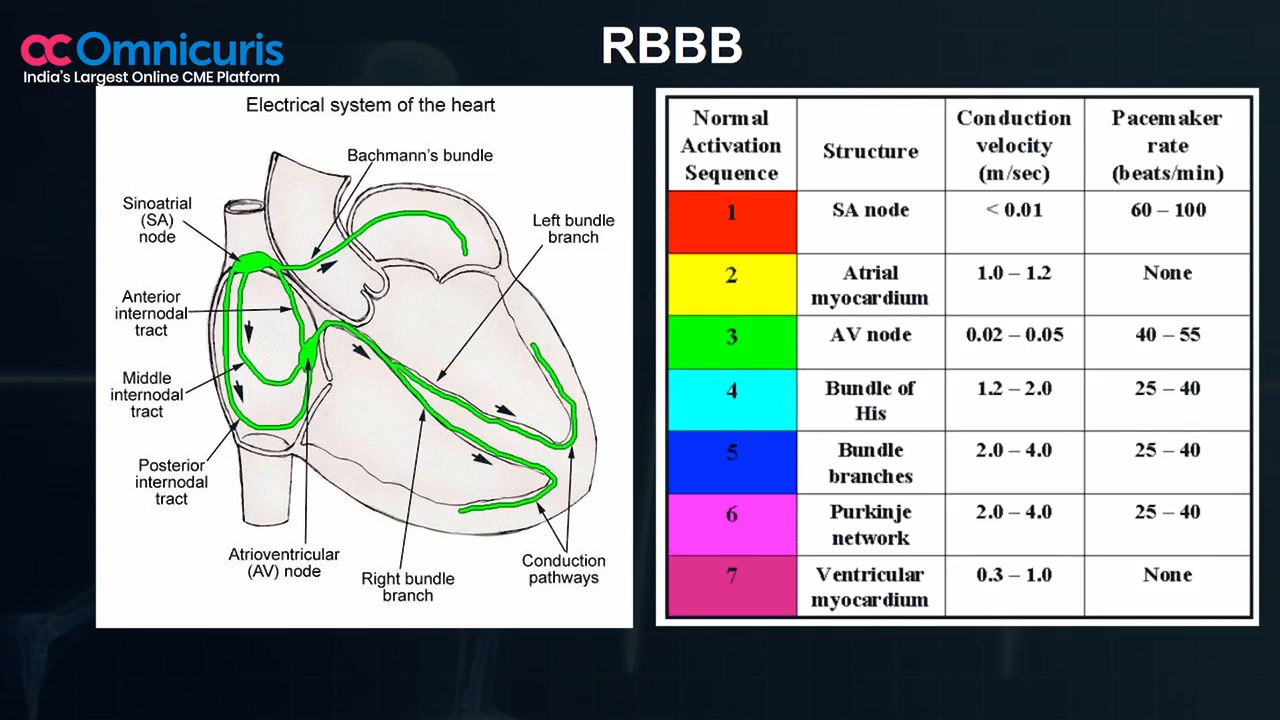 Omnicuris
India's Largest Online CME Platform
RBBB
Electrical system of the heart
Bachmann's bundle
Sinoatrial
(SA)
node
Left bundle
branch
Anterior
internodal
tract
Middle
internodal
tract
Posterior
internodal
tract
Atrioventricular
(AV) node
Right bundle
branch
Conduction
pathways
Normal
Activation
Sequence
Structure
Conduction
velocity
(m/sec)
Pacemaker
rate
(beats/min)
1
SA node
< 0.01
60 – 100
2
Atrial
myocardium
1.0 – 1.2
None
3
AV node
0.02 – 0.05
40 – 55
4
Bundle of
His
1.2 – 2.0
25 – 40
5
Bundle
branches
2.0 – 4.0
25 – 40
6
Purkinje
network
2.0 – 4.0
25 – 40
7
Ventricular
myocardium
0.3 – 1.0
None